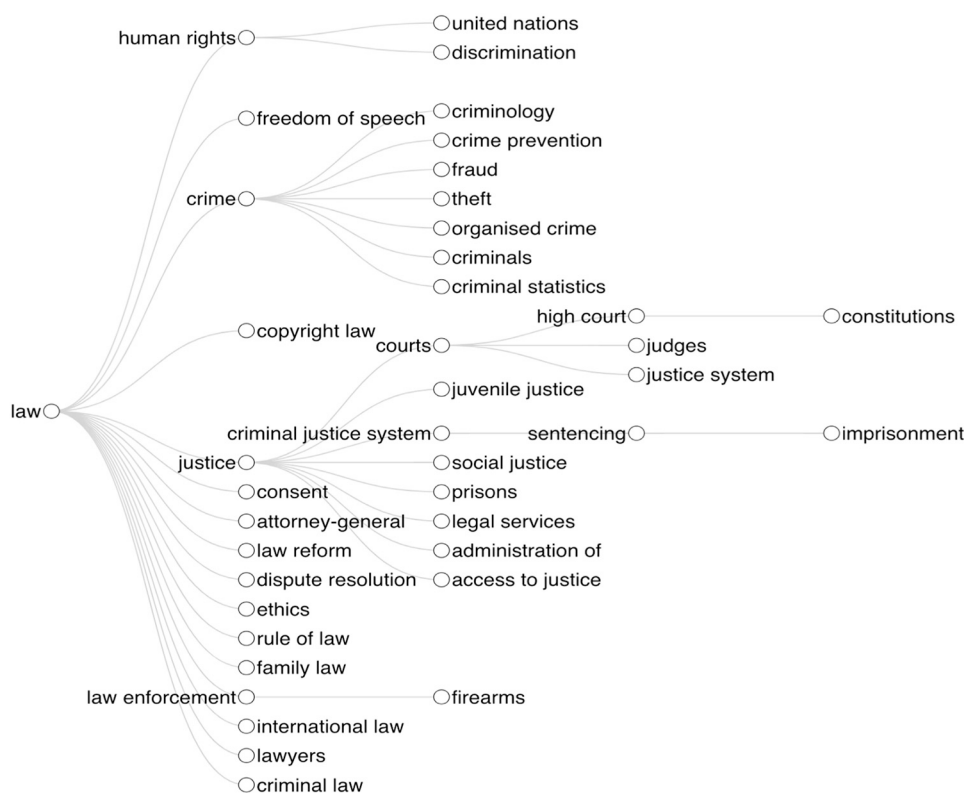 united nations
human rights
discrimination
criminology
freedom of speech
crime prevention
fraud
crime
theft
organised crime
criminals
criminal statistics
high court
constitutions
copyright law
courts
judges
justice system
juvenile justice
law
criminal justice system
sentencing
imprisonment
justice
social justice
consent
prisons
attorney-general
legal services
law reform
administration of
dispute resolution
access to justice
ethics
rule of law
family law
law enforcement
firearms
international law
lawyers
criminal law